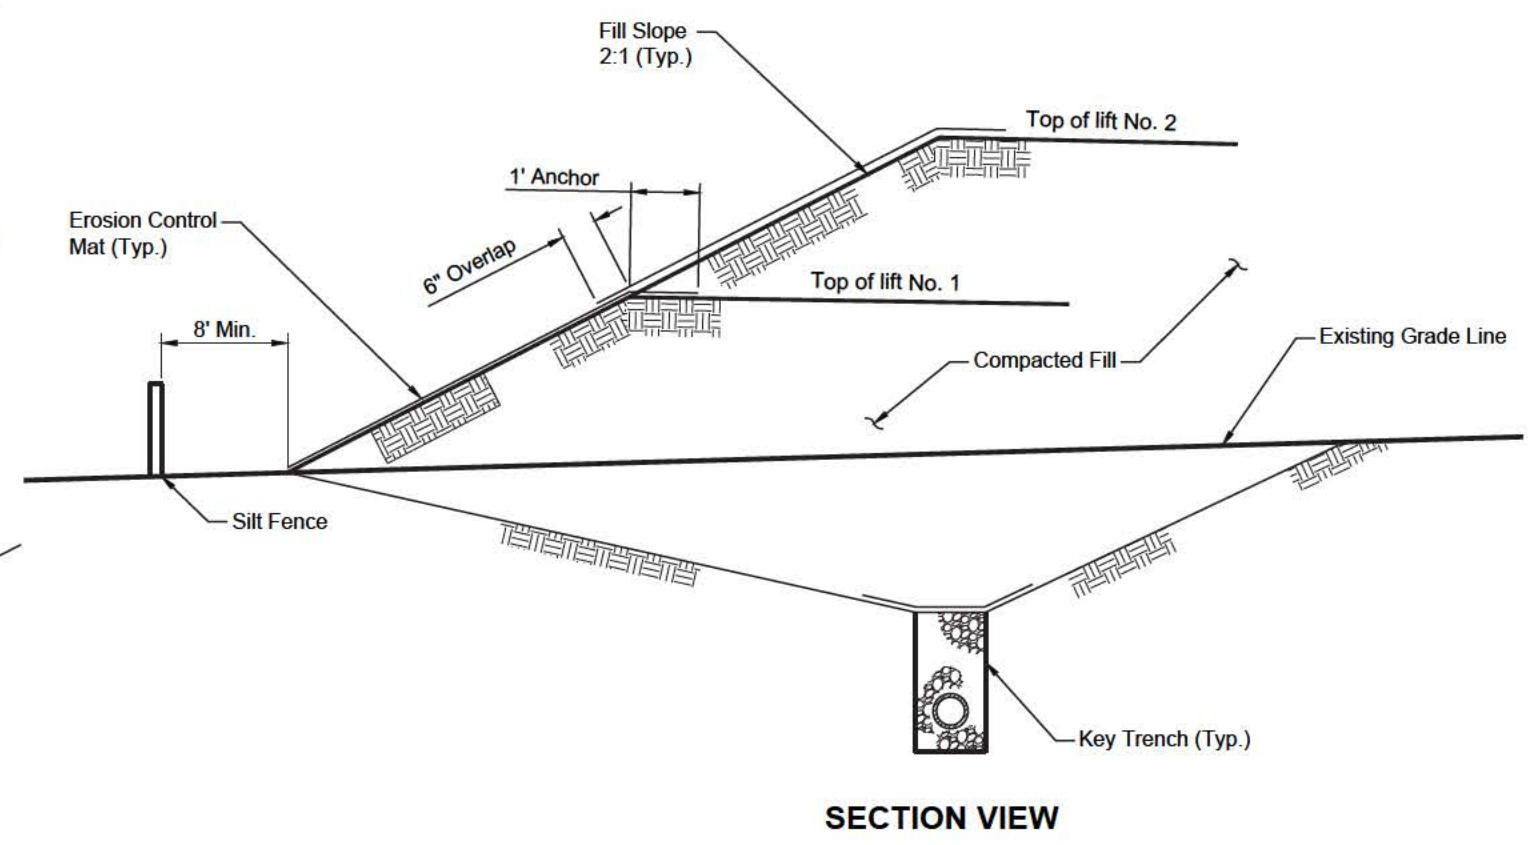 Fill Slope
2:1 (Typ.)
Top of lift No. 2
1' Anchor
Erosion Control
Mat (Typ.)
6" Overlap
Top of lift No. 1
8' Min.
Existing Grade Line
Compacted Fill
Silt Fence
Key Trench (Typ.)
SECTION VIEW